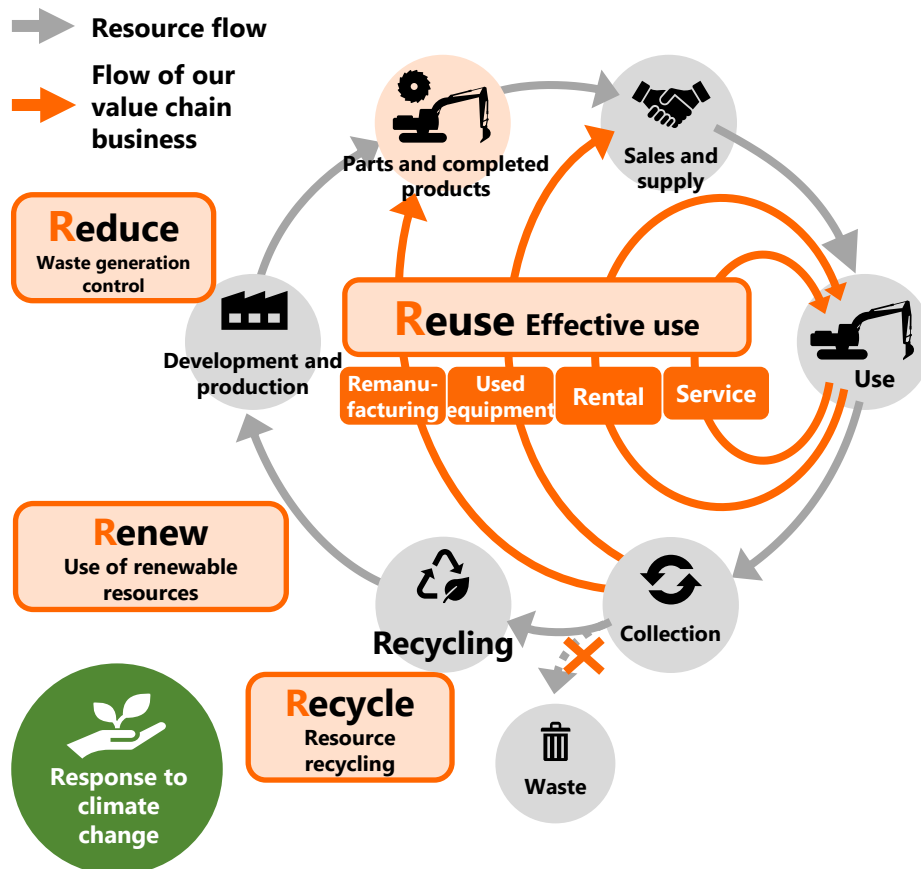 Resource flow
Flow of our
value chain
business
Parts and completed
products
Sales and
supply
Reduce
Waste generation
control
Development and
production
Reuse Effective use
Use
Remanu-
facturing
Used
equipment
Rental
Service
Renew
Use of renewable
resources
Recycling
Collection
Recycle
Resource
recycling
Waste
Response to
climate
change